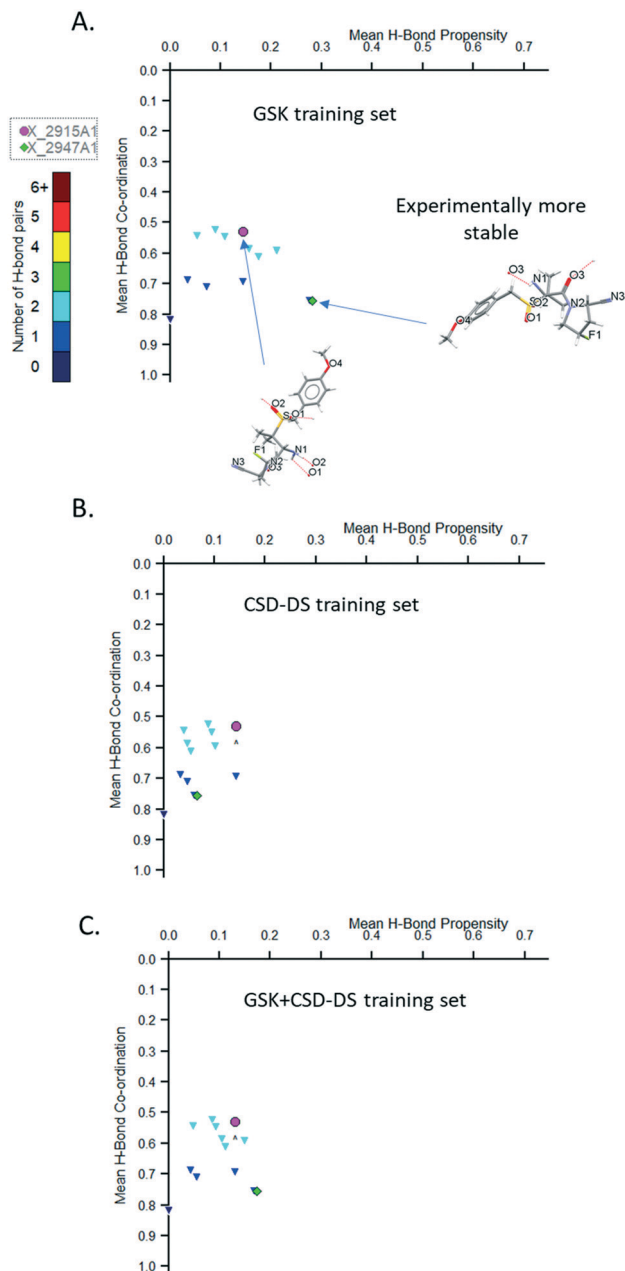 A.
Mean H-Bond Propensity
0.0 0.1 0.2 0.3 0.4 0.5 0.6 0.7
0.0
0.1
0.2
0.3
0.4
0.5
0.6
0.7
0.8
0.9
1.0
Mean H-Bond Co-ordination
GSK training set
X_2915A1
X_2947A1
Number of H-bond pairs
6+
5
4
3
2
1
0
Experimentally more
stable
O3 N1 O3
O2 N2 N3
O4 S O1 F1
O4
O2
S O1
F1 N1 O2
N3 N2 O3 O1
B.
Mean H-Bond Propensity
0.0 0.1 0.2 0.3 0.4 0.5 0.6 0.7
0.0
0.1
0.2
0.3
0.4
0.5
0.6
0.7
0.8
0.9
1.0
Mean H-Bond Co-ordination
CSD-DS training set
^
C.
Mean H-Bond Propensity
0.0 0.1 0.2 0.3 0.4 0.5 0.6 0.7
0.0
0.1
0.2
0.3
0.4
0.5
0.6
0.7
0.8
0.9
1.0
Mean H-Bond Co-ordination
GSK+CSD-DS training set
^